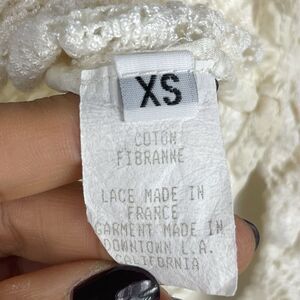 XS
COTON
FIBRANNE
LACE MADE IN
FRANCE
GARMENT MADE IN
DOWNTOWN L.A.
CALIFORNIA